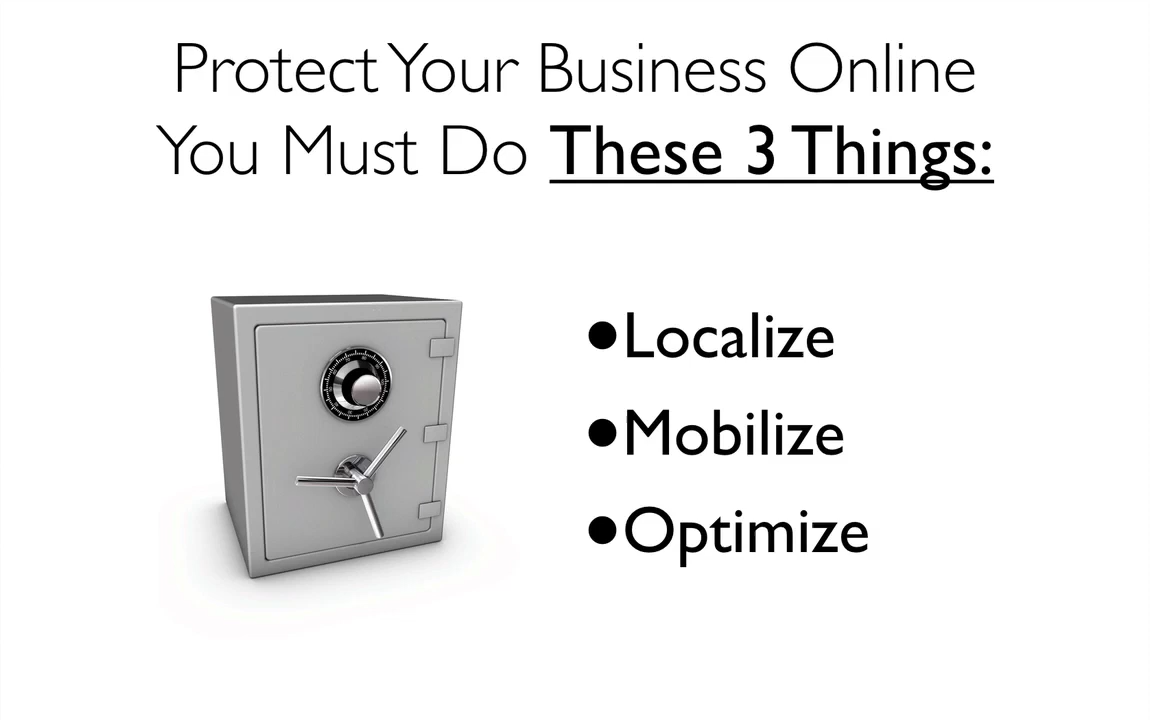 Protect Your Business Online
You Must Do These 3 Things:
•Localize
•Mobilize
•Optimize